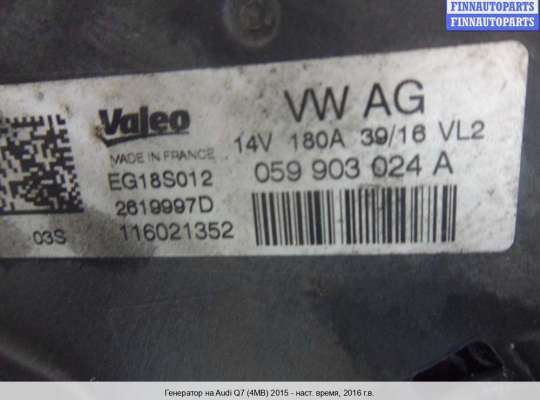 FINNAUTOPARTS
FINNAUTOPARTS
Valeo
VW AG
MADE IN FRANCE
14V 180A 39/16 VL2
EG18S012
059 903 024 A
2619997D
03S
116021352
Генератор на Audi Q7 (4MB) 2015 - наст. время, 2016 г.в.